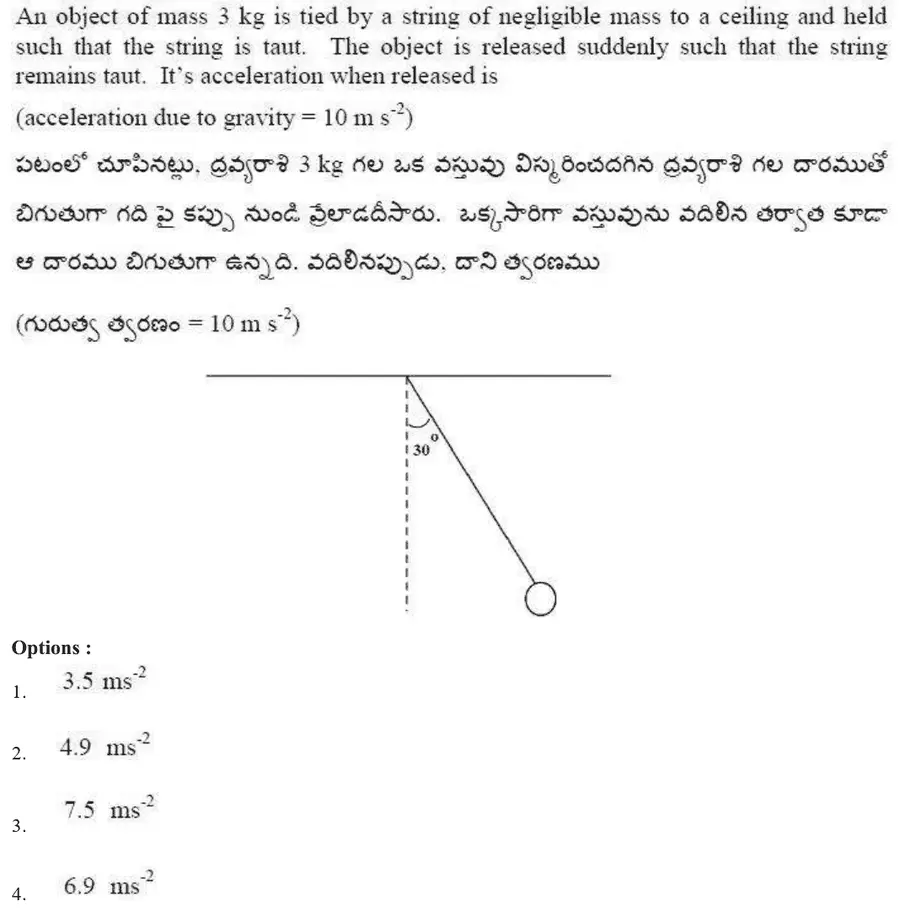 An object of mass 3 kg is tied by a string of negligible mass to a ceiling and held
such that the string is taut. The object is released suddenly such that the string
remains taut. It's acceleration when released is
(acceleration due to gravity = 10 m s⁻²)
పటంలో చూపినట్లు, ద్రవ్యరాశి 3 kg గల ఒక వస్తువు విస్మరించదగిన ద్రవ్యరాశి గల దారముతో
బిగుతుగా గది పై కప్పు నుండి వ్రేలాడదీసారు. ఒక్కసారిగా వస్తువును వదిలిన తర్వాత కూడా
ఆ దారము బిగుతుగా ఉన్నది. వదిలినప్పుడు, దాని త్వరణము
(గురుత్వ త్వరణం = 10 m s⁻²)
30°
Options :
1. 3.5 ms⁻²
2. 4.9 ms⁻²
3. 7.5 ms⁻²
4. 6.9 ms⁻²